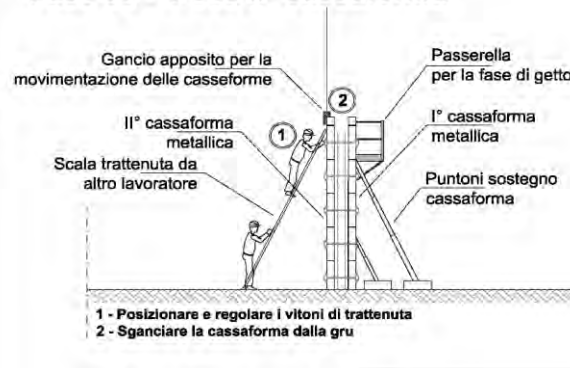 Gancio apposito per la
movimentazione delle casseforme
2
Passerella
per la fase di getto
II° cassaforma
metallica
1
I° cassaforma
metallica
Scala trattenuta da
altro lavoratore
Puntoni sostegno
cassaforma
1 - Posizionare e regolare i vitoni di trattenuta
2 - Sganciare la cassaforma dalla gru